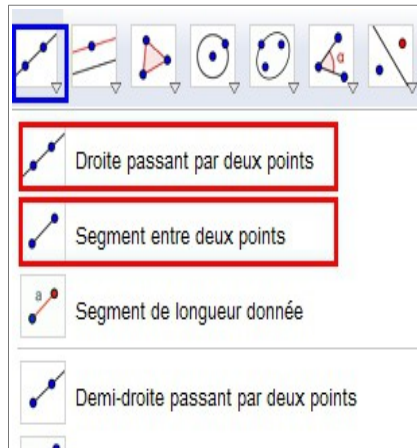 α
Droite passant par deux points
Segment entre deux points
a
Segment de longueur donnée
Demi-droite passant par deux points